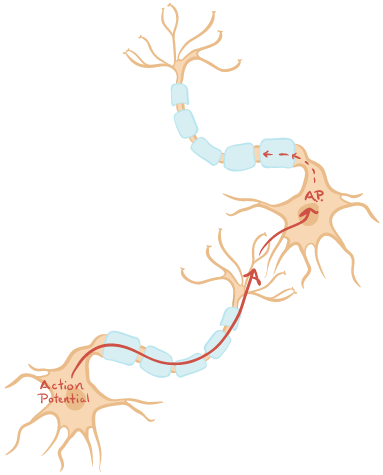 A.P.
A
Action
Potential